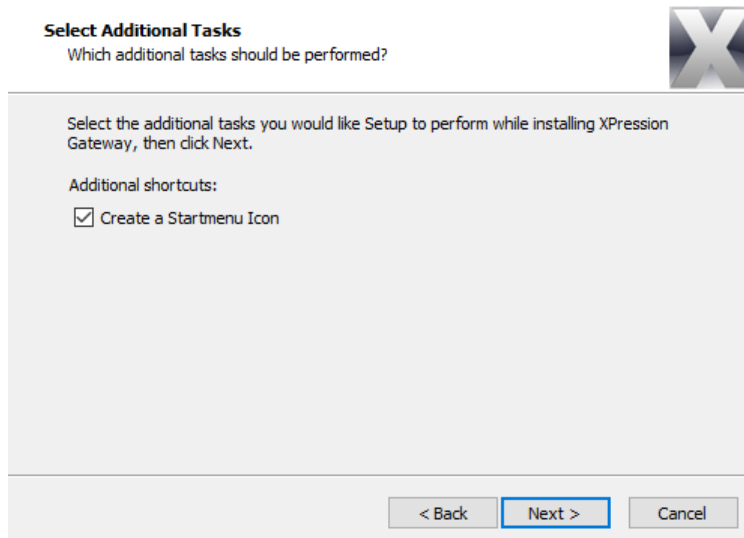 Select Additional Tasks
Which additional tasks should be performed?
Select the additional tasks you would like Setup to perform while installing XPression
Gateway, then click Next.
Additional shortcuts:
Create a Startmenu Icon
< Back Next > Cancel